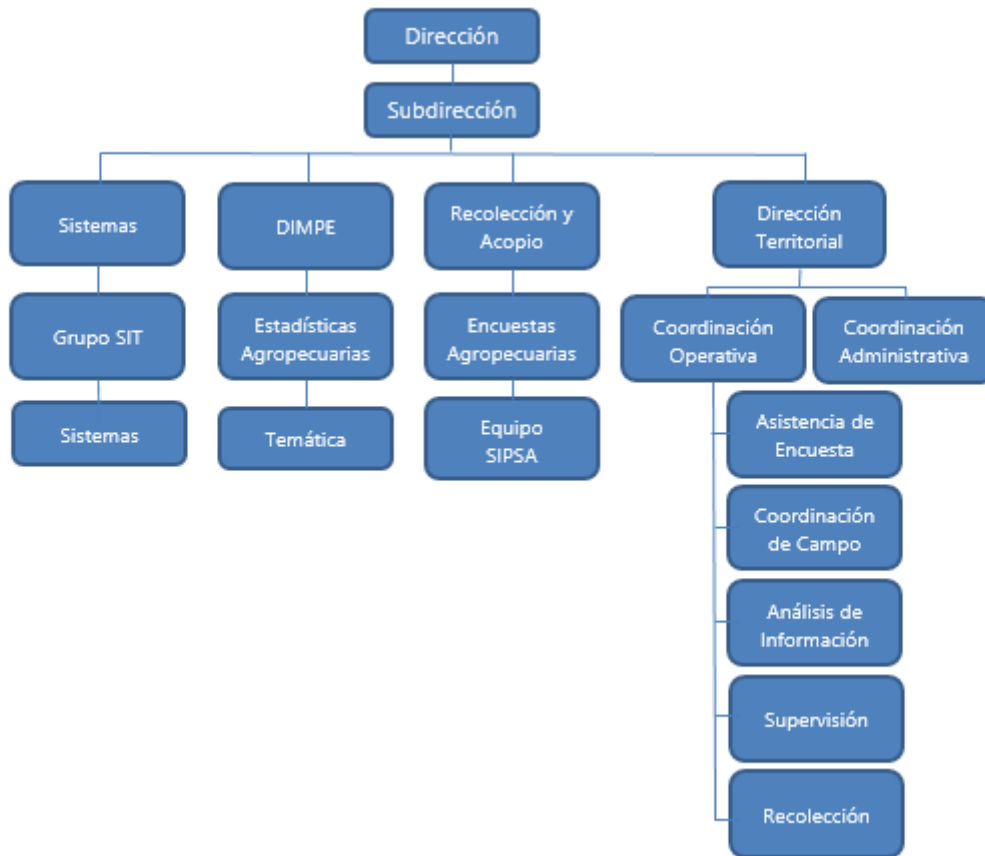 Dirección
Subdirección
Sistemas
DIMPE
Recolección y
Acopio
Dirección
Territorial
Grupo SIT
Estadísticas
Agropecuarias
Encuestas
Agropecuarias
Coordinación
Operativa
Coordinación
Administrativa
Sistemas
Temática
Equipo
SIPSA
Asistencia de
Encuesta
Coordinación
de Campo
Análisis de
Información
Supervisión
Recolección